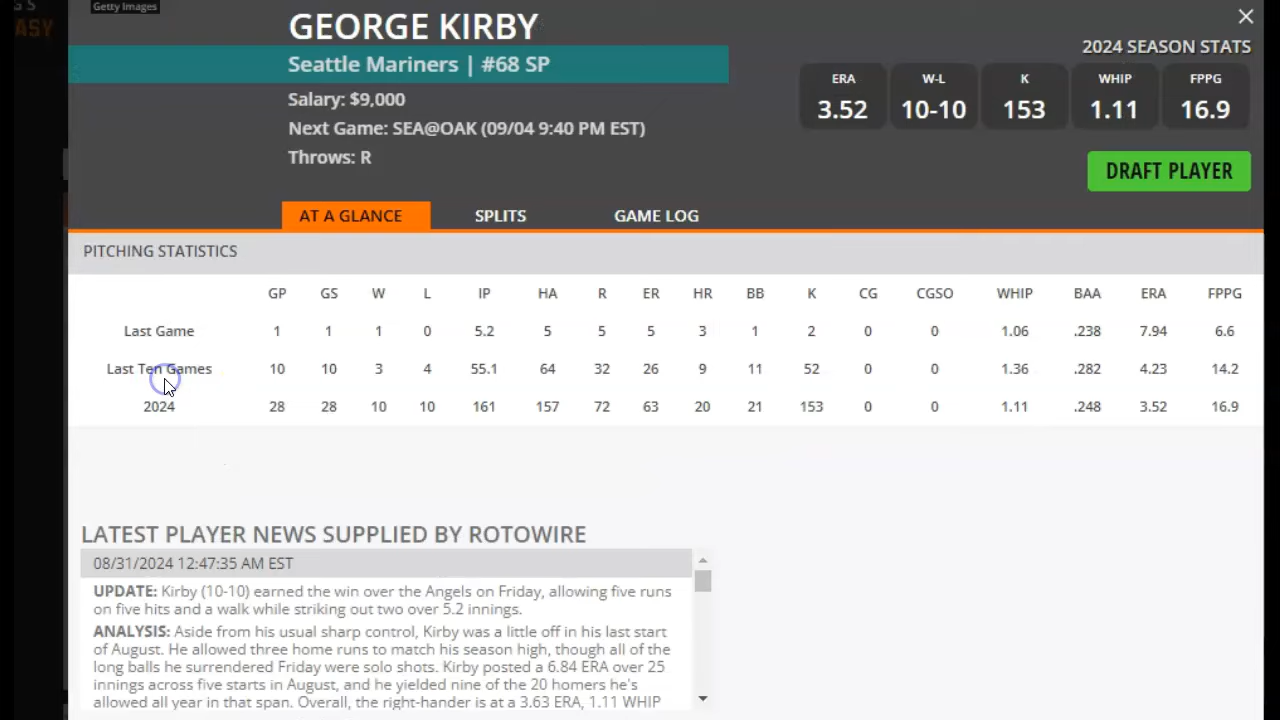 G S
ASY
Getty Images
GEORGE KIRBY
Seattle Mariners | #68 SP
Salary: $9,000
Next Game: SEA@OAK (09/04 9:40 PM EST)
Throws: R
2024 SEASON STATS
ERA W-L K WHIP FPPG
3.52 10-10 153 1.11 16.9
DRAFT PLAYER
AT A GLANCE SPLITS GAME LOG
PITCHING STATISTICS
GP GS W L IP HA R ER HR BB K CG CGSO WHIP BAA ERA FPPG
Last Game 1 1 1 0 5.2 5 5 5 3 1 2 0 0 1.06 .238 7.94 6.6
Last Ten Games 10 10 3 4 55.1 64 32 26 9 11 52 0 0 1.36 .282 4.23 14.2
2024 28 28 10 10 161 157 72 63 20 21 153 0 0 1.11 .248 3.52 16.9
LATEST PLAYER NEWS SUPPLIED BY ROTOWIRE
08/31/2024 12:47:35 AM EST
UPDATE: Kirby (10-10) earned the win over the Angels on Friday, allowing five runs
on five hits and a walk while striking out two over 5.2 innings.
ANALYSIS: Aside from his usual sharp control, Kirby was a little off in his last start
of August. He allowed three home runs to match his season high, though all of the
long balls he surrendered Friday were solo shots. Kirby posted a 6.84 ERA over 25
innings across five starts in August, and he yielded nine of the 20 homers he's
allowed all year in that span. Overall, the right-hander is at a 3.63 ERA, 1.11 WHIP